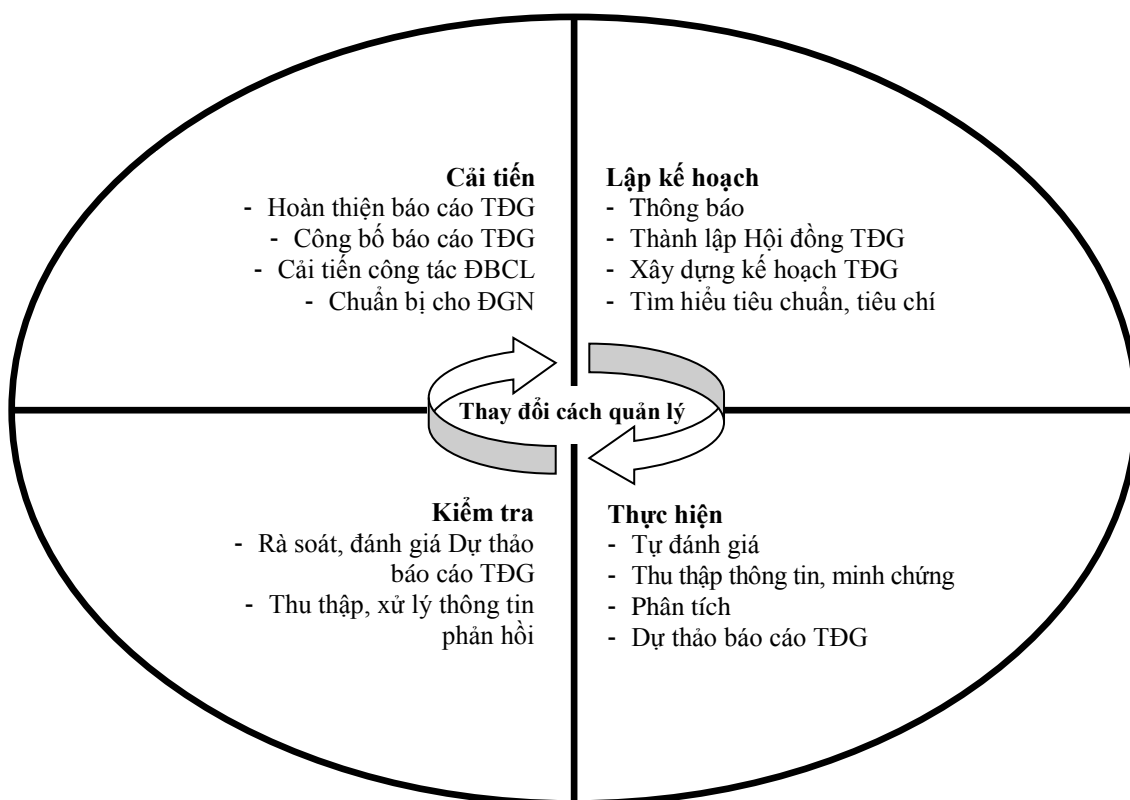 Cải tiến
- Hoàn thiện báo cáo TĐG
- Công bố báo cáo TĐG
- Cải tiến công tác ĐBCL
- Chuẩn bị cho ĐGN
Lập kế hoạch
- Thông báo
- Thành lập Hội đồng TĐG
- Xây dựng kế hoạch TĐG
- Tìm hiểu tiêu chuẩn, tiêu chí
Thay đổi cách quản lý
Kiểm tra
- Rà soát, đánh giá Dự thảo
báo cáo TĐG
- Thu thập, xử lý thông tin
phản hồi
Thực hiện
- Tự đánh giá
- Thu thập thông tin, minh chứng
- Phân tích
- Dự thảo báo cáo TĐG